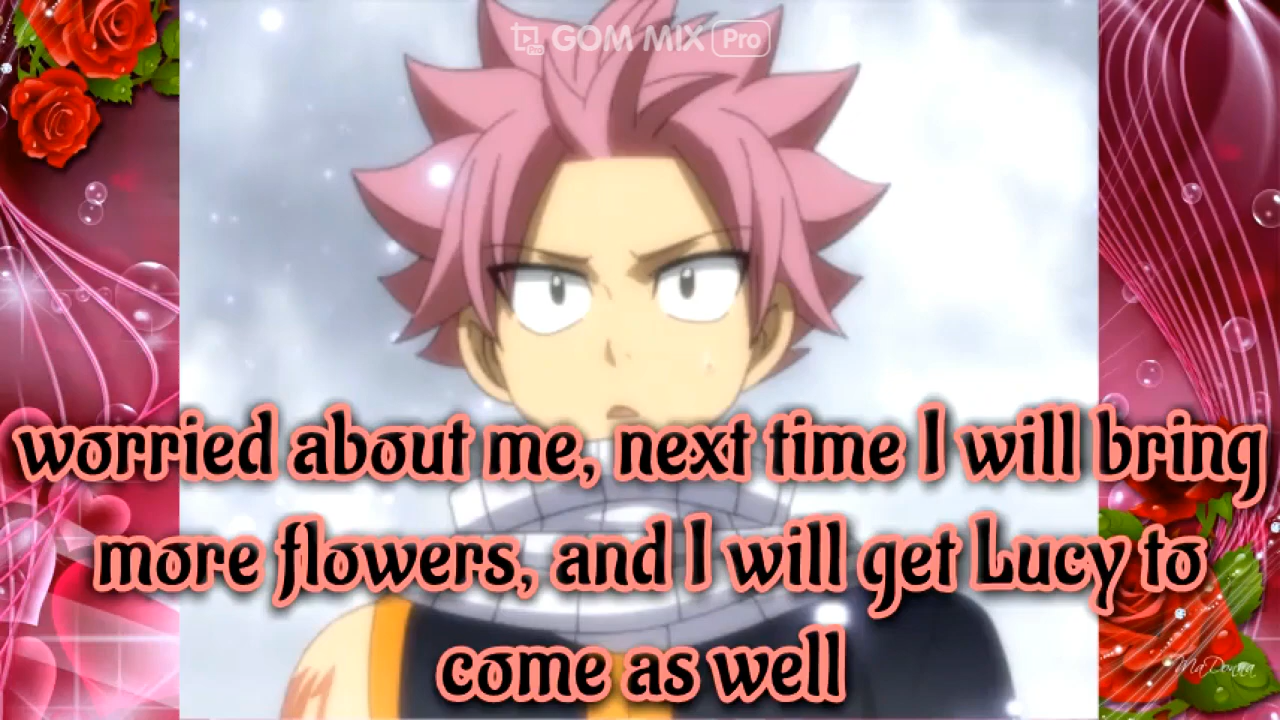 GOM MIX Pro
worried about me, next time I will bring
more flowers, and I will get Lucy to
come as well
MaDonna